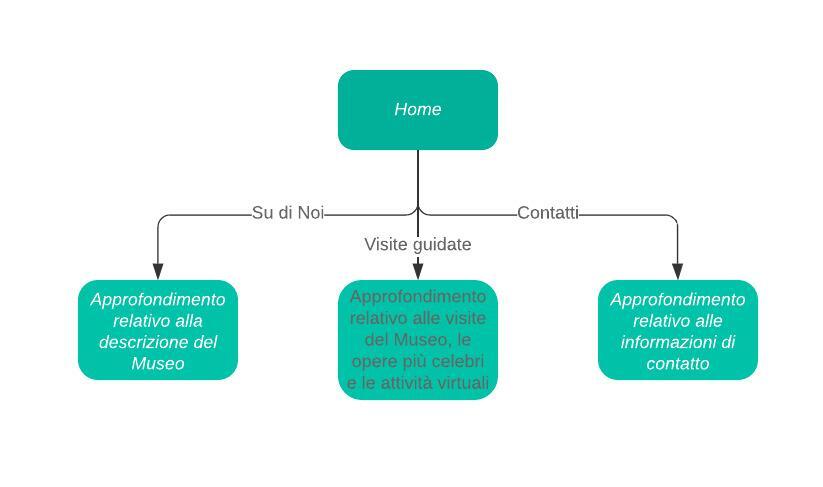 Home
Su di Noi
Contatti
Visite guidate
Approfondimento
relativo alla
descrizione del
Museo
Approfondimento
relativo alle visite
del Museo, le
opere più celebri
e le attività virtuali
Approfondimento
relativo alle
informazioni di
contatto